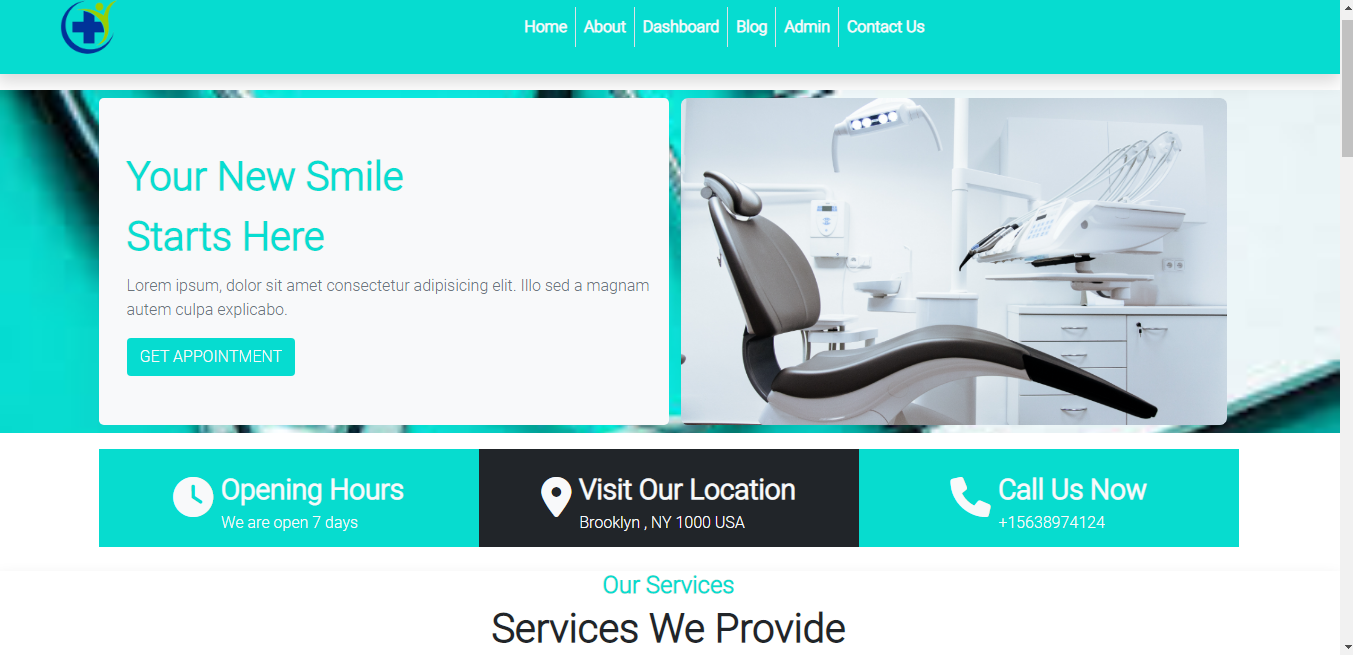 Home
About
Dashboard
Blog
Admin
Contact Us
Your New Smile
Starts Here
Lorem ipsum, dolor sit amet consectetur adipisicing elit. Illo sed a magnam
autem culpa explicabo.
GET APPOINTMENT
Opening Hours
We are open 7 days
Visit Our Location
Brooklyn , NY 1000 USA
Call Us Now
+15638974124
Our Services
Services We Provide